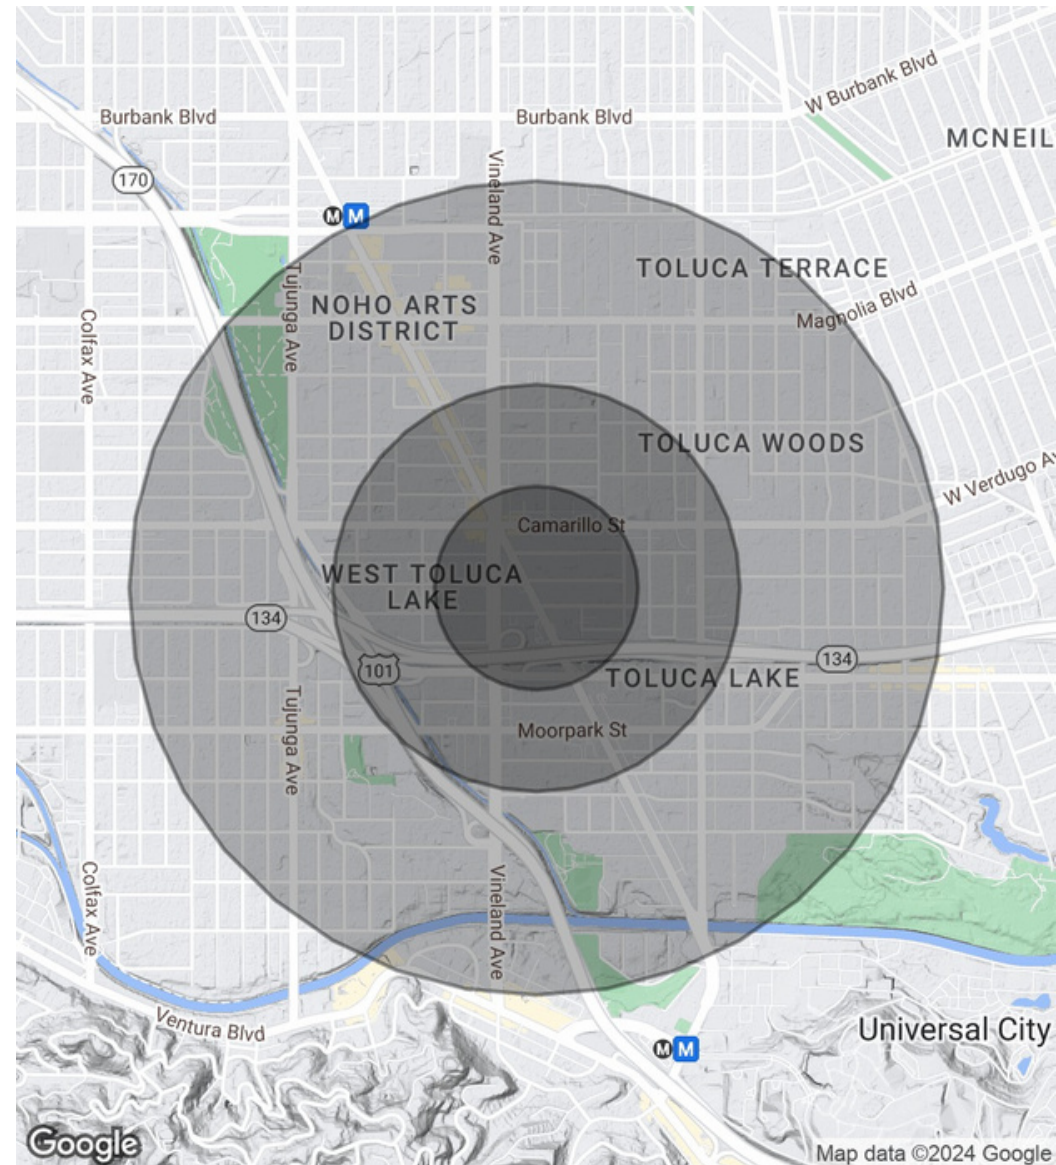 W Burbank Blvd
Burbank Blvd
Burbank Blvd
MCNEIL
170
Vineland Ave
M M
TOLUCA TERRACE
Tujunga Ave
NOHO ARTS
DISTRICT
Magnolia Blvd
Colfax Ave
TOLUCA WOODS
W Verdugo Av
Camarillo St
WEST TOLUCA
LAKE
134
134
101
TOLUCA LAKE
Tujunga Ave
Moorpark St
Colfax Ave
Vineland Ave
Ventura Blvd
Universal City
M M
Google
Map data ©2024 Google